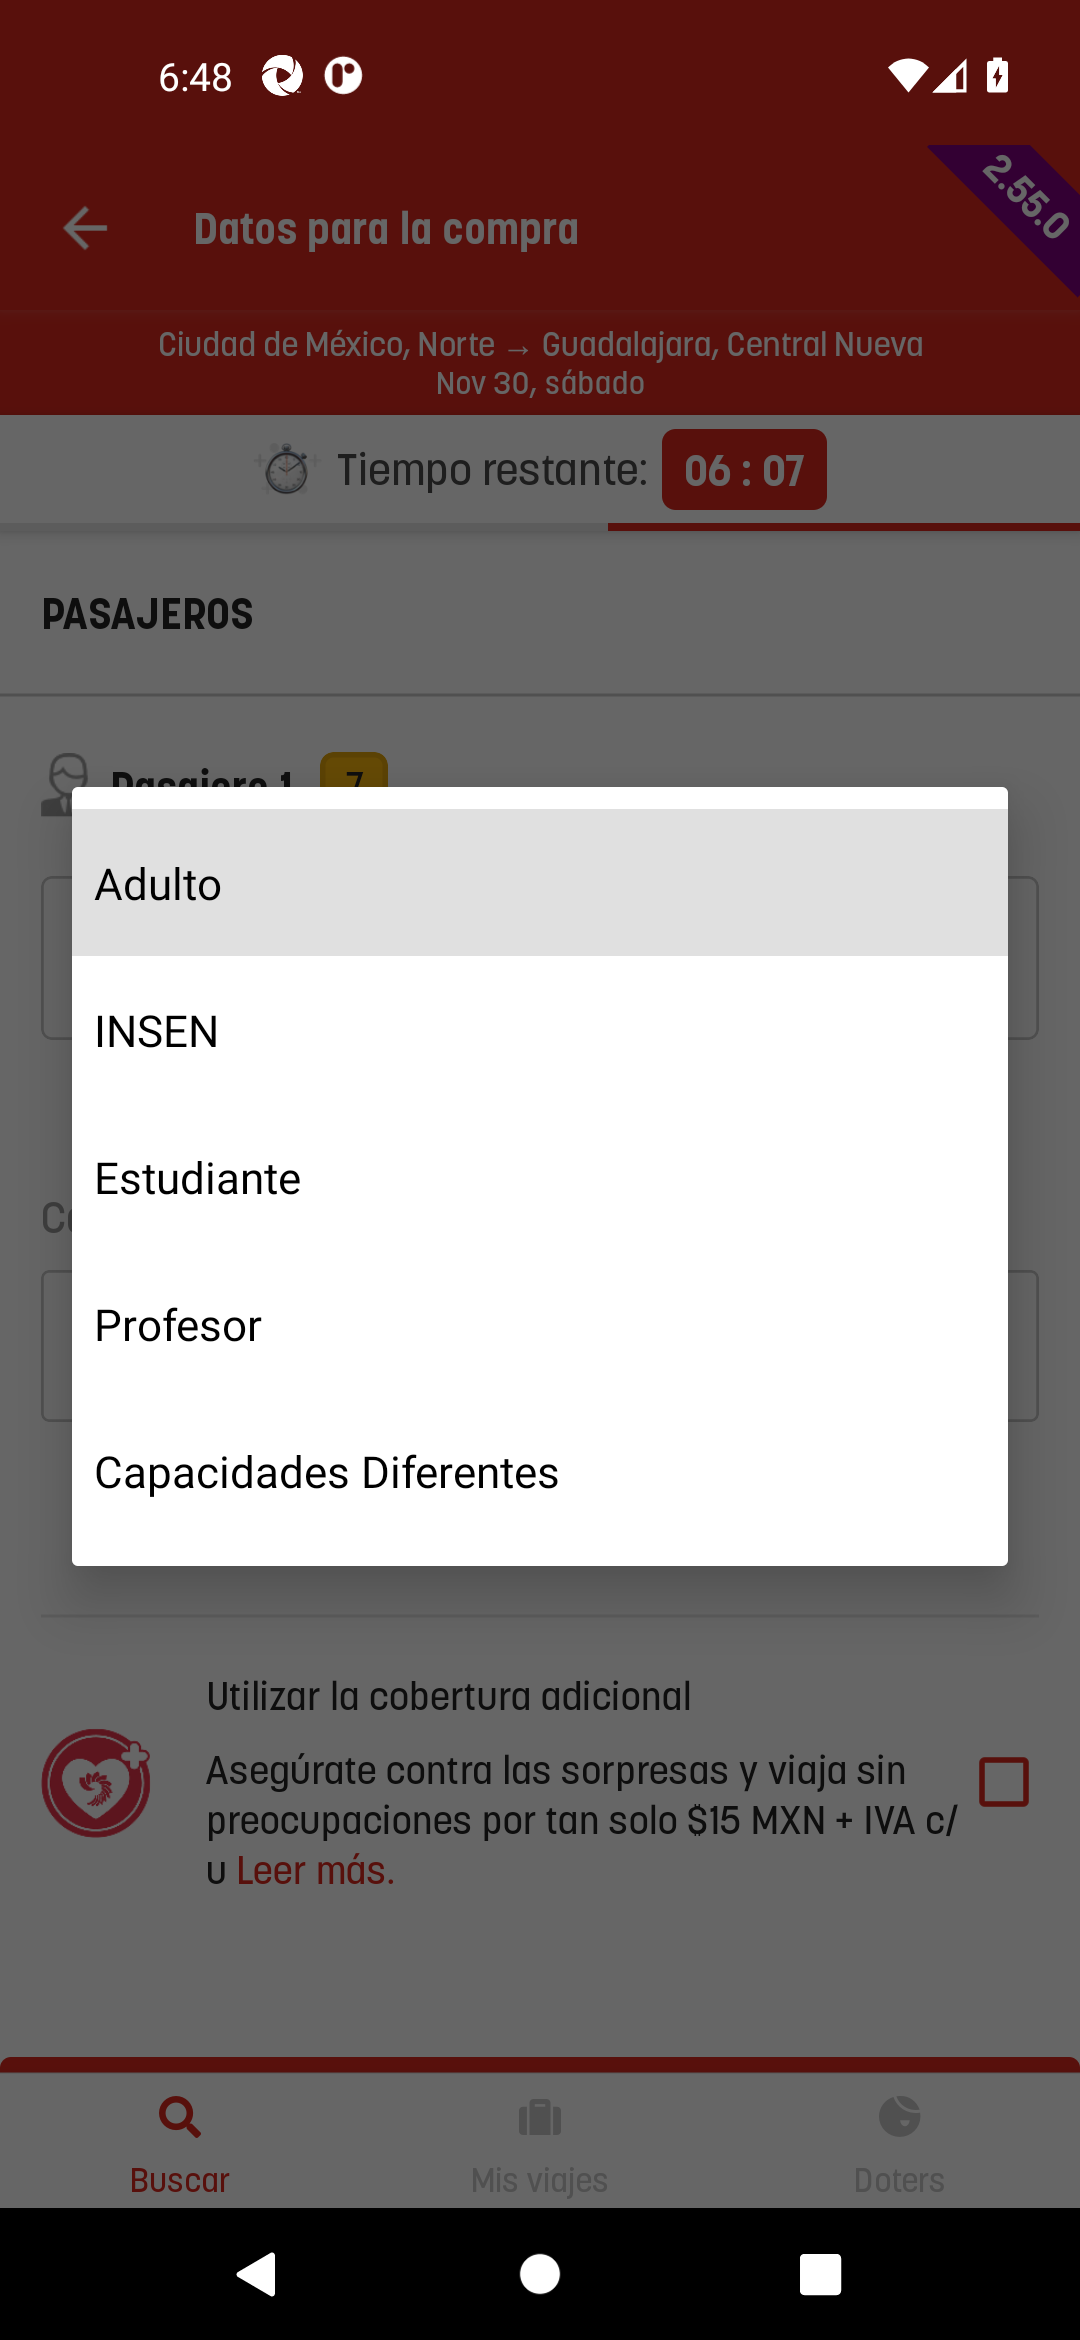 6:48
2.55.0
Datos para la compra
Ciudad de México, Norte → Guadalajara, Central Nueva
Nov 30, sábado
Tiempo restante: 06 : 07
PASAJEROS
Pasajero 1 7
Adulto
INSEN
Estudiante
Profesor
Capacidades Diferentes
Utilizar la cobertura adicional
Asegúrate contra las sorpresas y viaja sin
preocupaciones por tan solo $15 MXN + IVA c/
u Leer más.
Buscar Mis viajes Doters